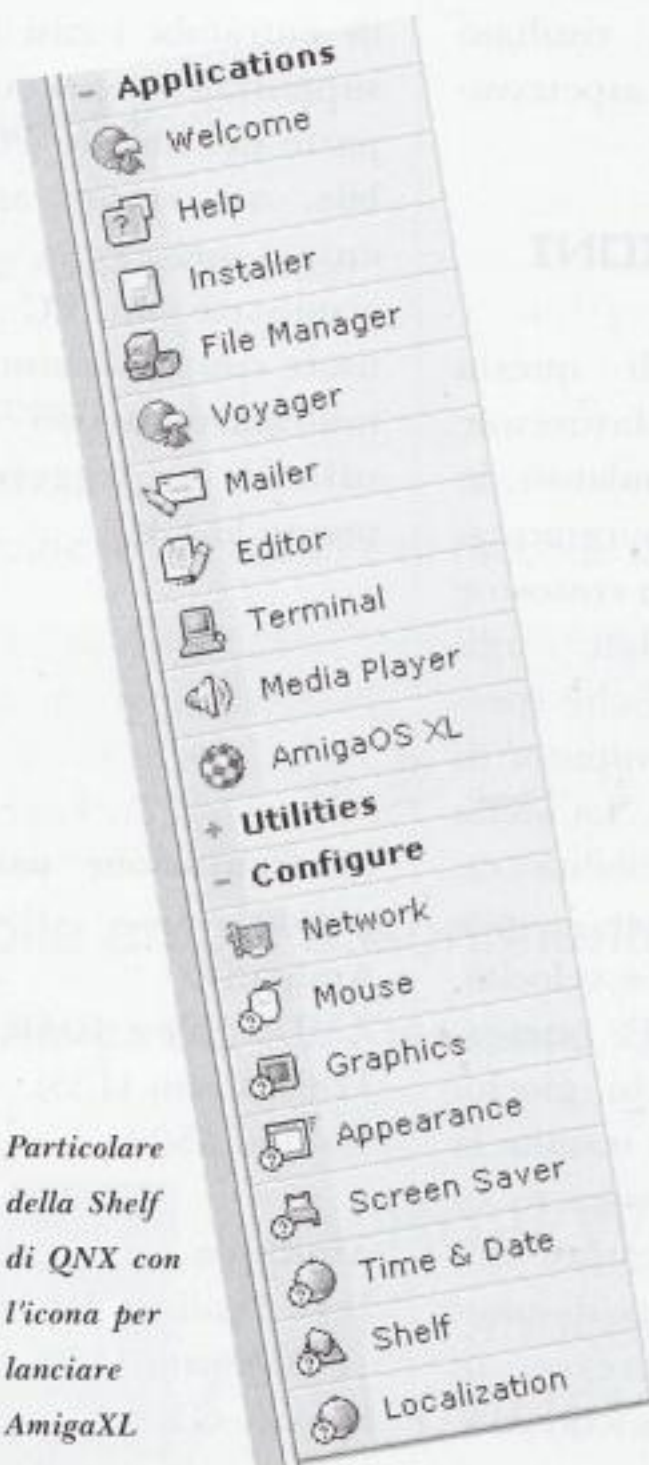 Applications
Welcome
Help
Installer
File Manager
Voyager
Mailer
Editor
Terminal
Media Player
AmigaOS XL
+ Utilities
- Configure
Network
Mouse
Graphics
Appearance
Screen Saver
Time & Date
Shelf
Localization
Particolare
della Shelf
di QNX con
l'icona per
lanciare
AmigaXL